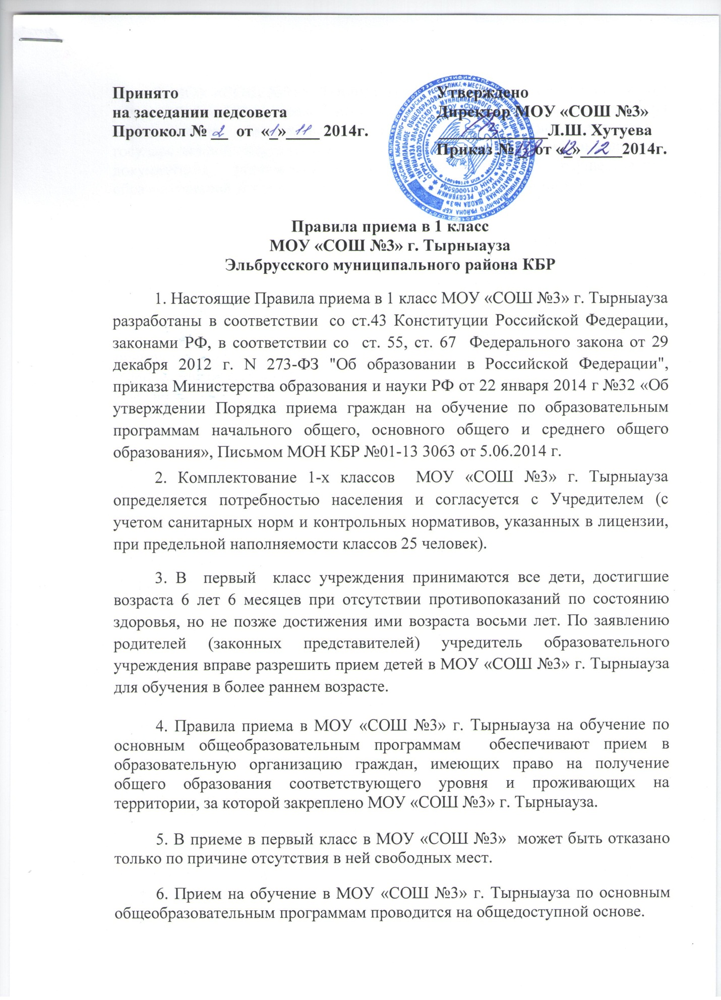 Принято
на заседании педсовета
Протокол № 2 от «1» 11 2014г.
Утверждено
Директор МОУ «СОШ №3»
Л.Ш. Хутуева
Приказ № от «12» 12 2014г.
Правила приема в 1 класс
МОУ «СОШ №3» г. Тырныауза
Эльбрусского муниципального района КБР
1. Настоящие Правила приема в 1 класс МОУ «СОШ №3» г. Тырныауза
разработаны в соответствии со ст.43 Конституции Российской Федерации,
законами РФ, в соответствии со ст. 55, ст. 67 Федерального закона от 29
декабря 2012 г. N 273-ФЗ "Об образовании в Российской Федерации",
приказа Министерства образования и науки РФ от 22 января 2014 г №32 «Об
утверждении Порядка приема граждан на обучение по образовательным
программам начального общего, основного общего и среднего общего
образования», Письмом МОН КБР №01-13 3063 от 5.06.2014 г.
2. Комплектование 1-х классов МОУ «СОШ №3» г. Тырныауза
определяется потребностью населения и согласуется с Учредителем (с
учетом санитарных норм и контрольных нормативов, указанных в лицензии,
при предельной наполняемости классов 25 человек).
3. В первый класс учреждения принимаются все дети, достигшие
возраста 6 лет 6 месяцев при отсутствии противопоказаний по состоянию
здоровья, но не позже достижения ими возраста восьми лет. По заявлению
родителей (законных представителей) учредитель образовательного
учреждения вправе разрешить прием детей в МОУ «СОШ №3» г. Тырныауза
для обучения в более раннем возрасте.
4. Правила приема в МОУ «СОШ №3» г. Тырныауза на обучение по
основным общеобразовательным программам обеспечивают прием в
образовательную организацию граждан, имеющих право на получение
общего образования соответствующего уровня и проживающих на
территории, за которой закреплено МОУ «СОШ №3» г. Тырныауза.
5. В приеме в первый класс в МОУ «СОШ №3» может быть отказано
только по причине отсутствия в ней свободных мест.
6. Прием на обучение в МОУ «СОШ №3» г. Тырныауза по основным
общеобразовательным программам проводится на общедоступной основе.